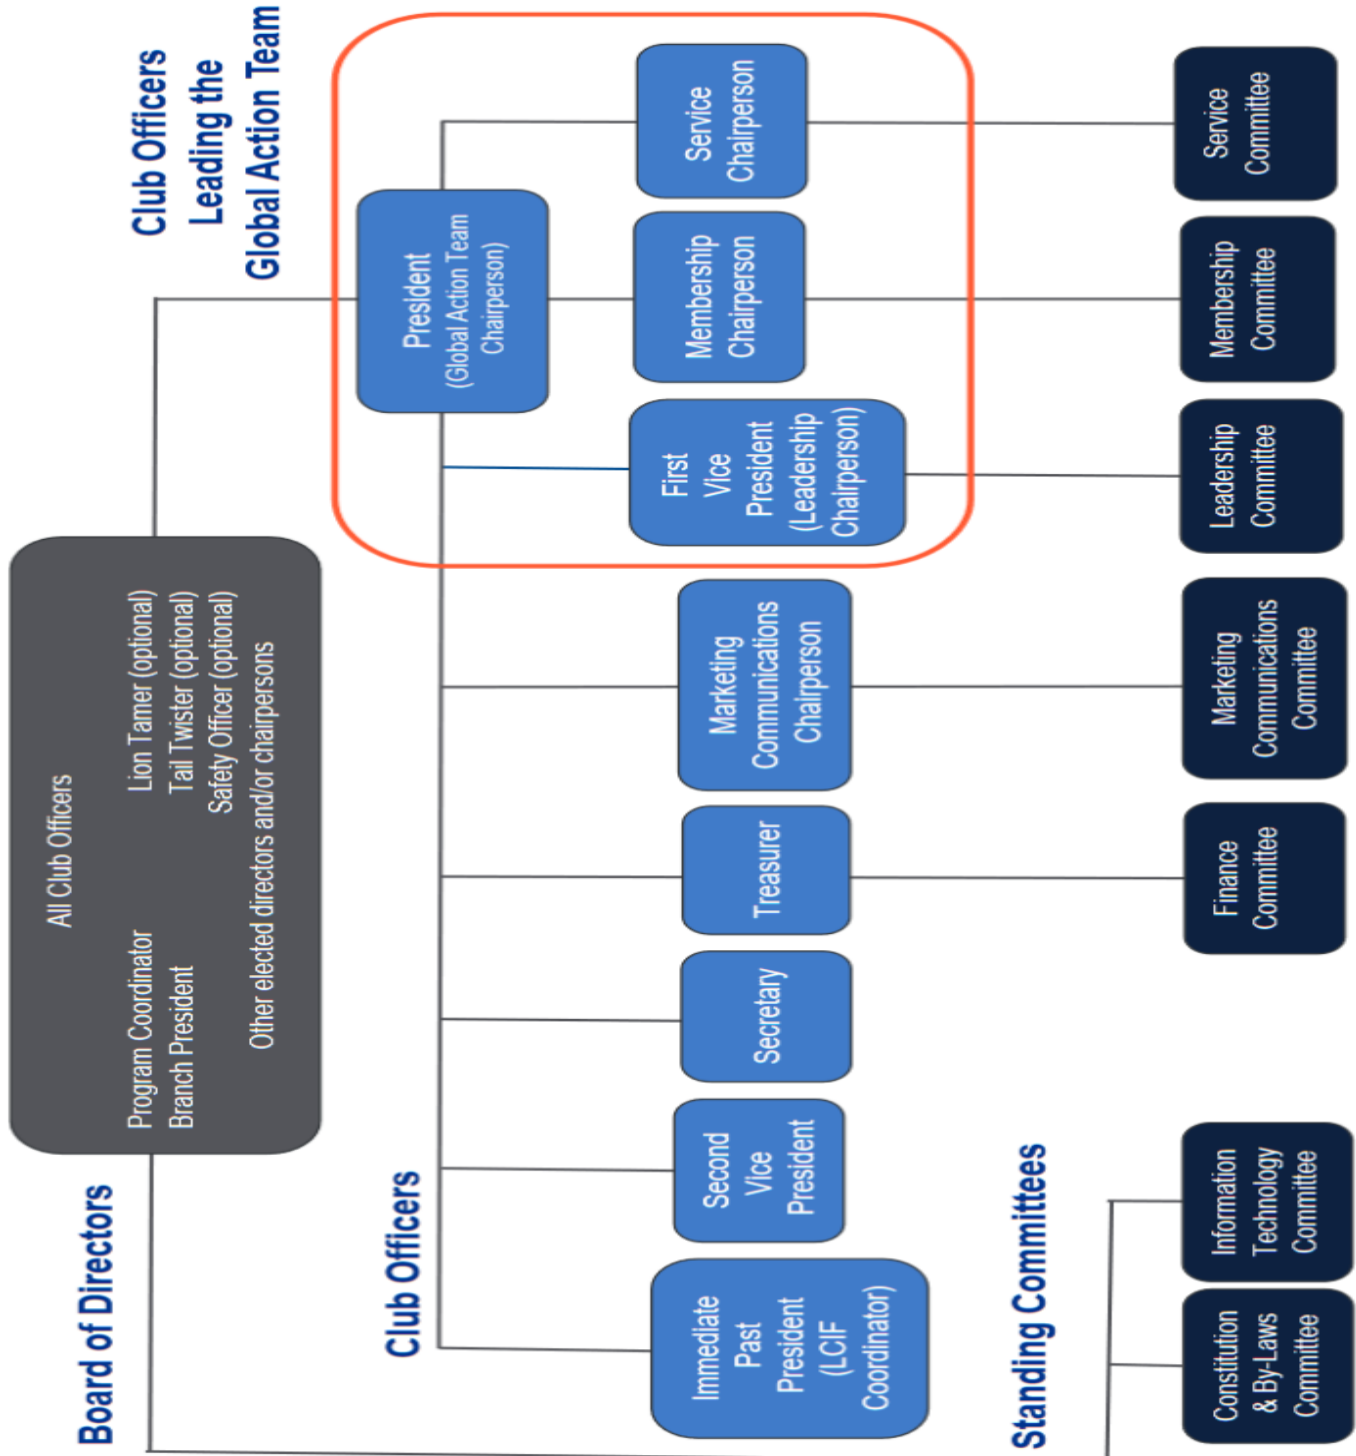 Board of Directors
All Club Officers
Program Coordinator
Lion Tamer (optional)
Branch President
Tail Twister (optional)
Safety Officer (optional)
Other elected directors and/or chairpersons
Club Officers
Leading the
Global Action Team
Club Officers
President
(Global Action Team
Chairperson)
Immediate
Past
President
(LCIF
Coordinator)
Second
Vice
President
Secretary
Treasurer
Marketing
Communications
Chairperson
First
Vice
President
(Leadership
Chairperson)
Membership
Chairperson
Service
Chairperson
Standing Committees
Constitution
& By-Laws
Committee
Information
Technology
Committee
Finance
Committee
Marketing
Communications
Committee
Leadership
Committee
Membership
Committee
Service
Committee